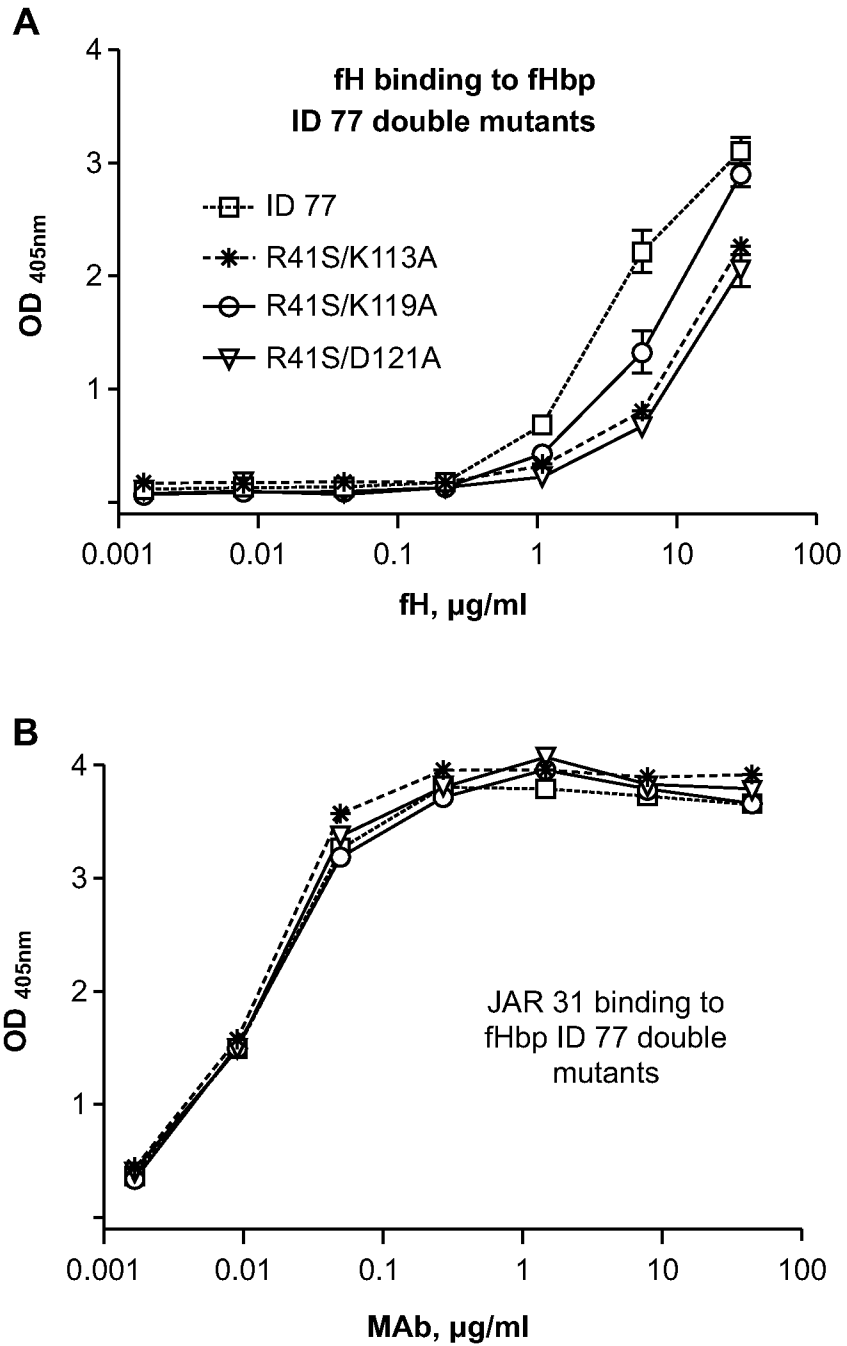 A
fH binding to fHbp
ID 77 double mutants
4
3
2
1
OD 405nm
ID 77
R41S/K113A
R41S/K119A
R41S/D121A
0.001 0.01 0.1 1 10 100
fH, µg/ml
B
4
3
2
1
OD 405nm
JAR 31 binding to
fHbp ID 77 double
mutants
0.001 0.01 0.1 1 10 100
MAb, µg/ml